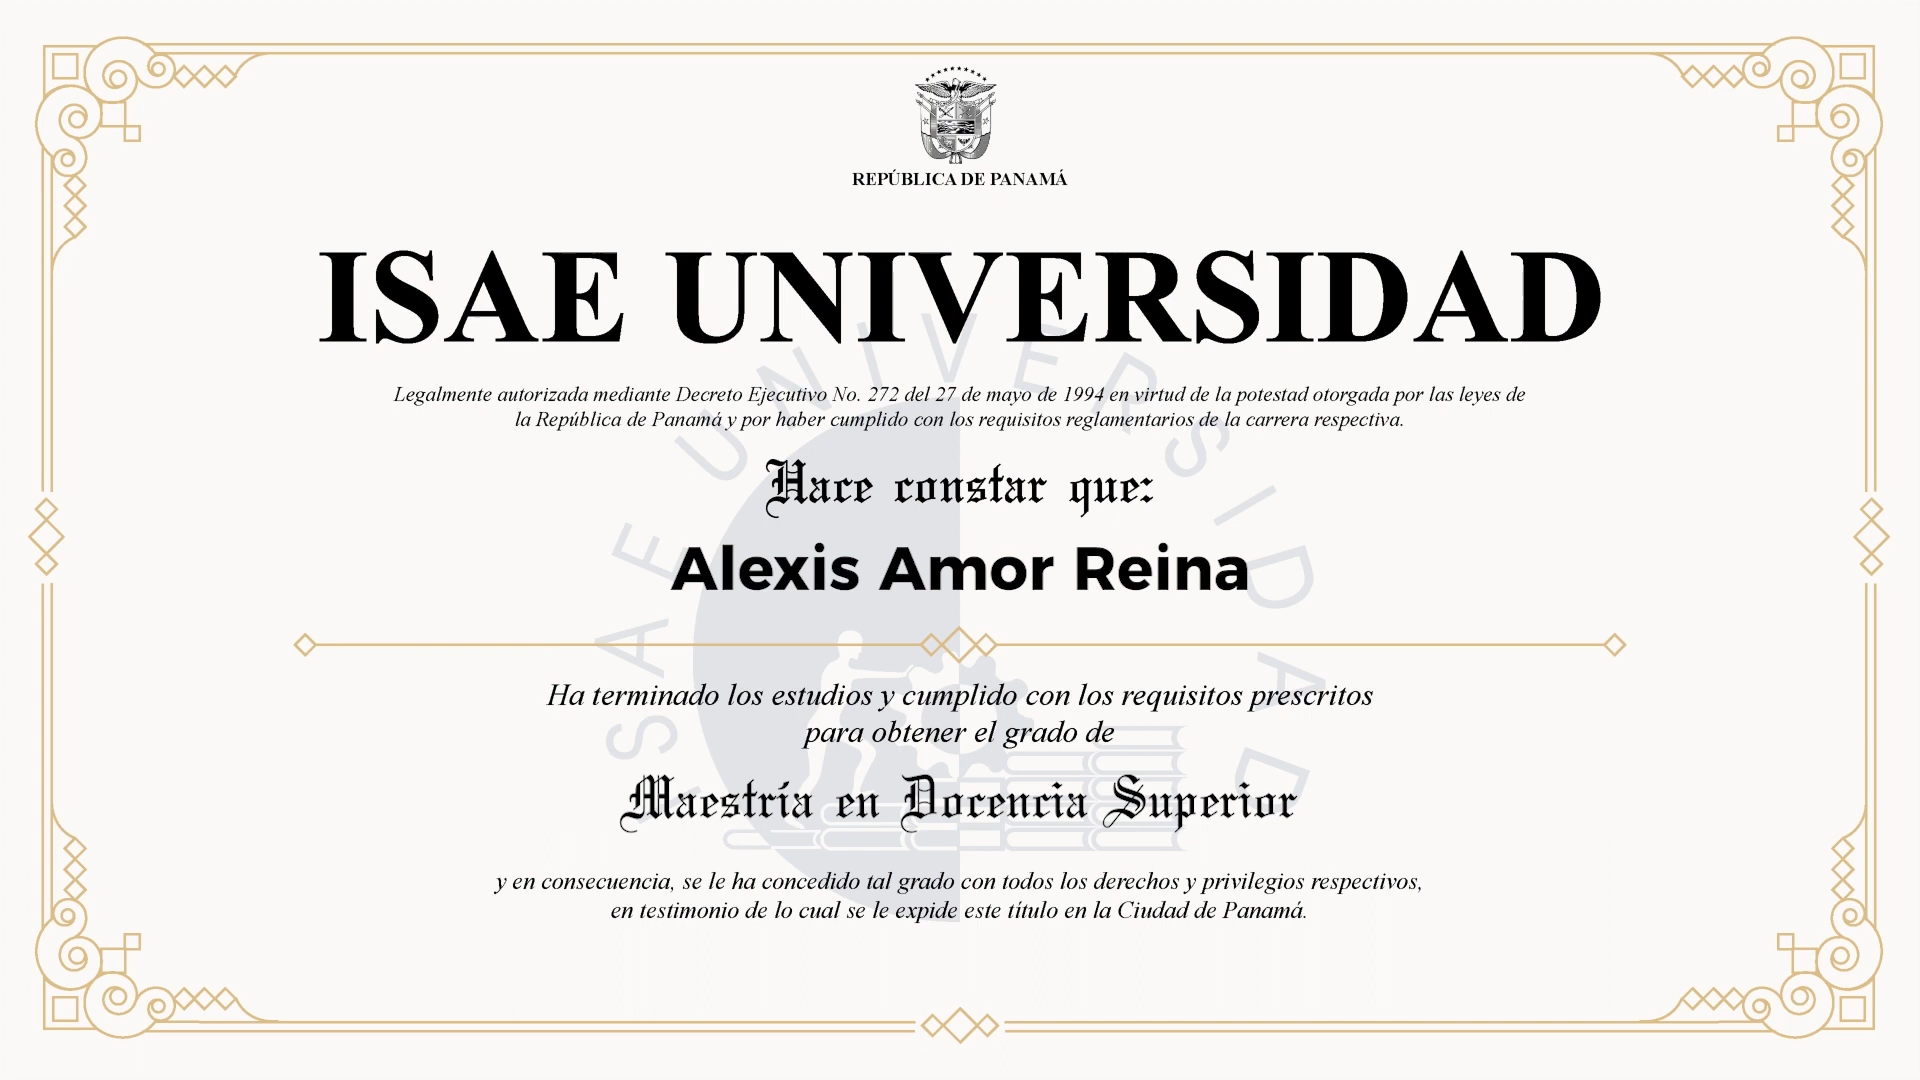 REPÚBLICA DE PANAMÁ
ISAE UNIVERSIDAD
Legalmente autorizada mediante Decreto Ejecutivo No. 272 del 27 de mayo de 1994 en virtud de la potestad otorgada por las leyes de
la República de Panamá y por haber cumplido con los requisitos reglamentarios de la carrera respectiva.
Hace constar que:
Alexis Amor Reina
Ha terminado los estudios y cumplido con los requisitos prescritos
para obtener el grado de
Maestría en Docencia Superior
y en consecuencia, se le ha concedido tal grado con todos los derechos y privilegios respectivos,
en testimonio de lo cual se le expide este título en la Ciudad de Panamá.
ISAE UNIVERSIDAD